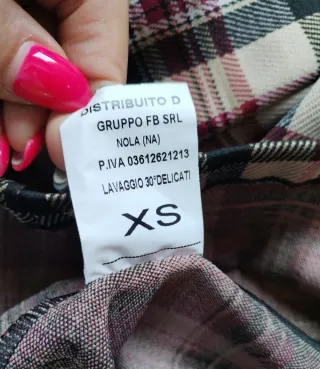 DISTRIBUITO D
GRUPPO FB SRL
NOLA (NA)
P.IVA 03612621213
LAVAGGIO 30°DELICATI
XS